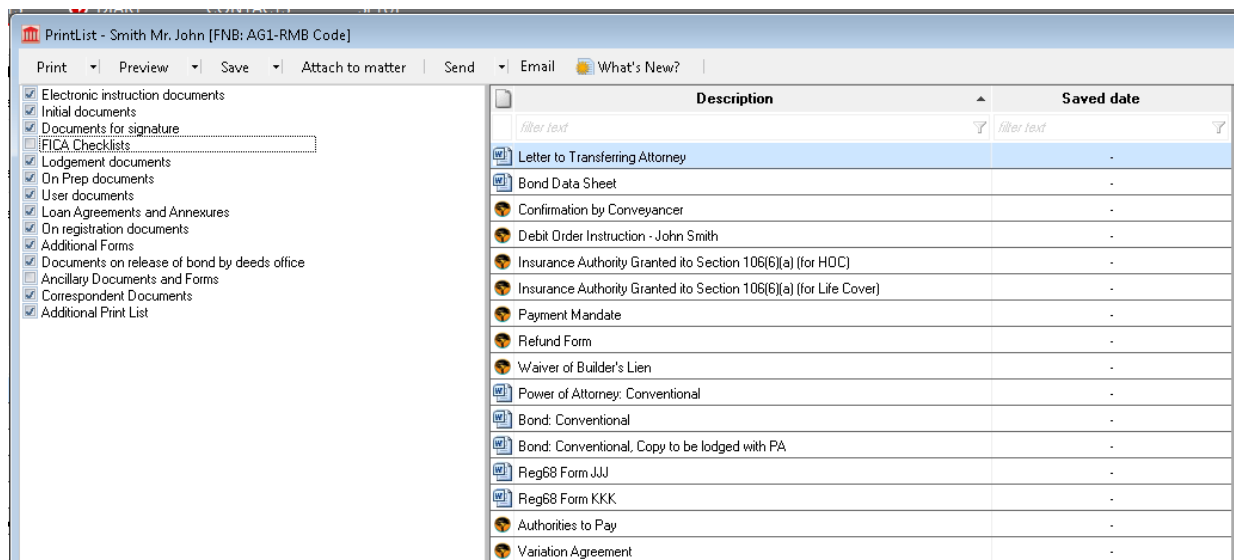 PrintList - Smith Mr. John [FNB: AG1-RMB Code]
Print Preview Save Attach to matter Send Email What's New?
Electronic instruction documents
Initial documents
Documents for signature
FICA Checklists
Lodgement documents
On Prep documents
User documents
Loan Agreements and Annexures
On registration documents
Additional Forms
Documents on release of bond by deeds office
Ancillary Documents and Forms
Correspondent Documents
Additional Print List
Description Saved date
filter text filter text
Letter to Transferring Attorney -
Bond Data Sheet -
Confirmation by Conveyancer -
Debit Order Instruction - John Smith -
Insurance Authority Granted ito Section 106(6)(a) (for HOC) -
Insurance Authority Granted ito Section 106(6)(a) (for Life Cover) -
Payment Mandate -
Refund Form -
Waiver of Builder's Lien -
Power of Attorney: Conventional -
Bond: Conventional -
Bond: Conventional, Copy to be lodged with PA -
Reg68 Form JJJ -
Reg68 Form KKK -
Authorities to Pay -
Variation Agreement -